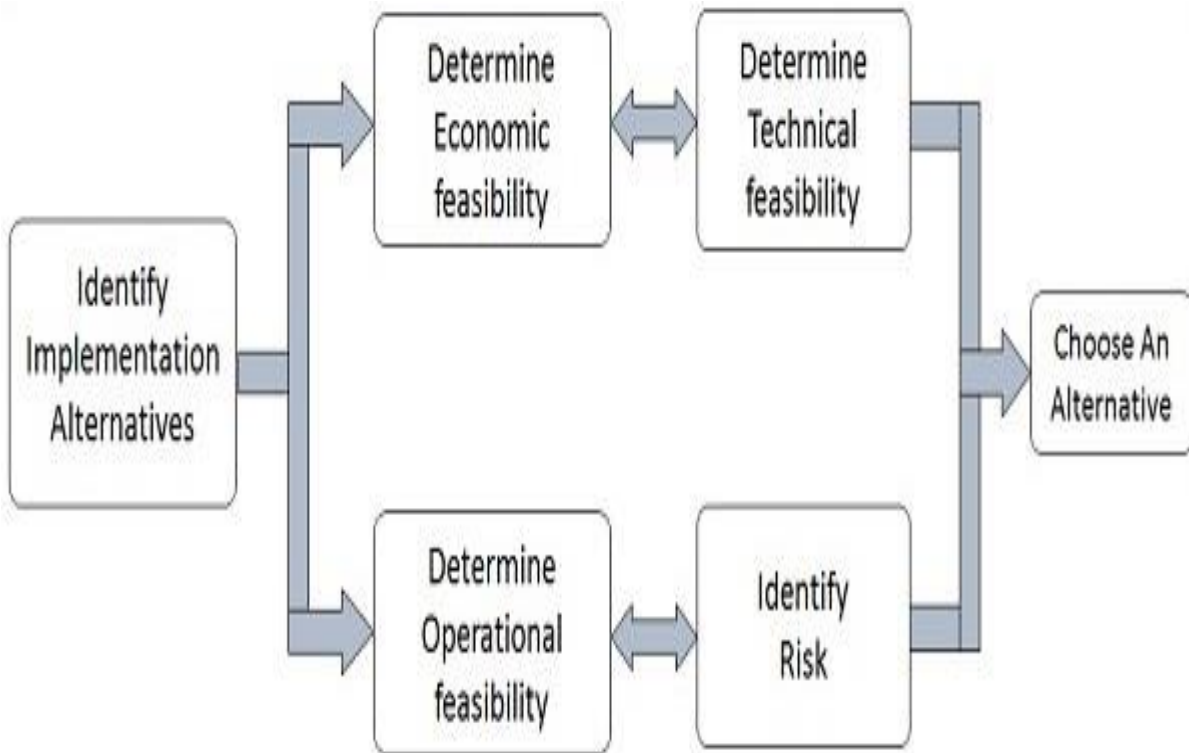 Identify
Implementation
Alternatives
Determine
Economic
feasibility
Determine
Technical
feasibility
Determine
Operational
feasibility
Identify
Risk
Choose An
Alternative